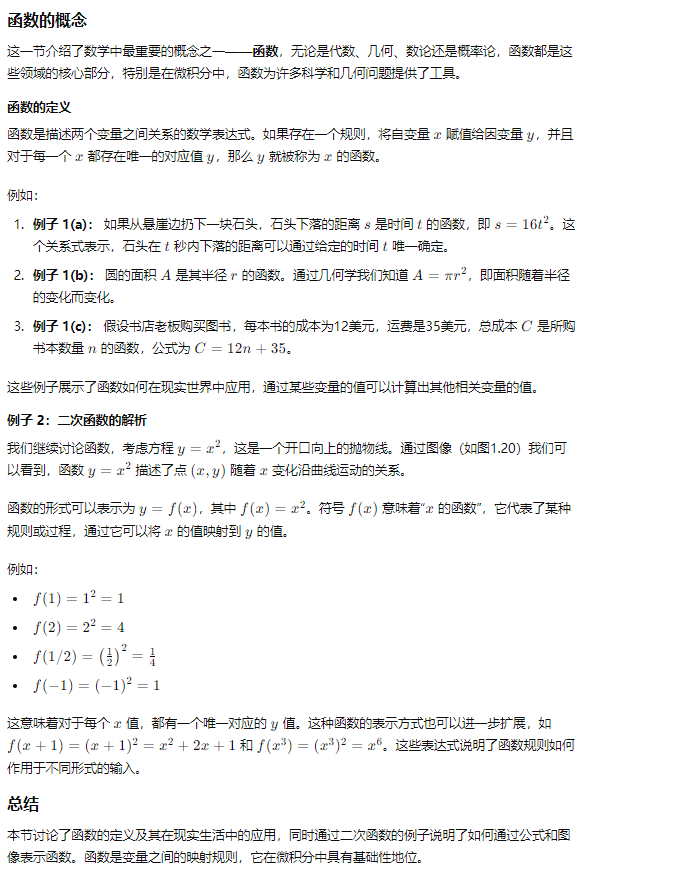 函数的概念
这一节介绍了数学中最重要的概念之一——函数，无论是代数、几何、数论还是概率论，函数都是这
些领域的核心部分，特别是在微积分中，函数为许多科学和几何问题提供了工具。
函数的定义
函数是描述两个变量之间关系的数学表达式。如果存在一个规则，将自变量 x 赋值给因变量 y，并且
对于每一个 x 都存在唯一的对应值 y，那么 y 就被称为 x 的函数。
例如：
1. 例子 1(a)： 如果从悬崖边扔下一块石头，石头下落的距离 s 是时间 t 的函数，即 s = 16t²。这
个关系式表示，石头在 t 秒内下落的距离可以通过给定的时间 t 唯一确定。
2. 例子 1(b)： 圆的面积 A 是其半径 r 的函数。通过几何学我们知道 A = πr²，即面积随着半径
的变化而变化。
3. 例子 1(c)： 假设书店老板购买图书，每本书的成本为12美元，运费是35美元，总成本 C 是所购
书本数量 n 的函数，公式为 C = 12n + 35。
这些例子展示了函数如何在现实世界中应用，通过某些变量的值可以计算出其他相关变量的值。
例子 2：二次函数的解析
我们继续讨论函数，考虑方程 y = x²，这是一个开口向上的抛物线。通过图像（如图1.20）我们可
以看到，函数 y = x² 描述了点 (x, y) 随着 x 变化沿曲线运动的关系。
函数的形式可以表示为 y = f(x)，其中 f(x) = x²。符号 f(x) 意味着“x 的函数”，它代表了某种
规则或过程，通过它可以将 x 的值映射到 y 的值。
例如：
• f(1) = 1² = 1
• f(2) = 2² = 4
• f(1/2) = (1/2)² = 1/4
• f(−1) = (−1)² = 1
这意味着对于每个 x 值，都有一个唯一对应的 y 值。这种函数的表示方式也可以进一步扩展，如
f(x + 1) = (x + 1)² = x² + 2x + 1 和 f(x³) = (x³)² = x⁶。这些表达式说明了函数规则如何
作用于不同形式的输入。
总结
本节讨论了函数的定义及其在现实生活中的应用，同时通过二次函数的例子说明了如何通过公式和图
像表示函数。函数是变量之间的映射规则，它在微积分中具有基础性地位。